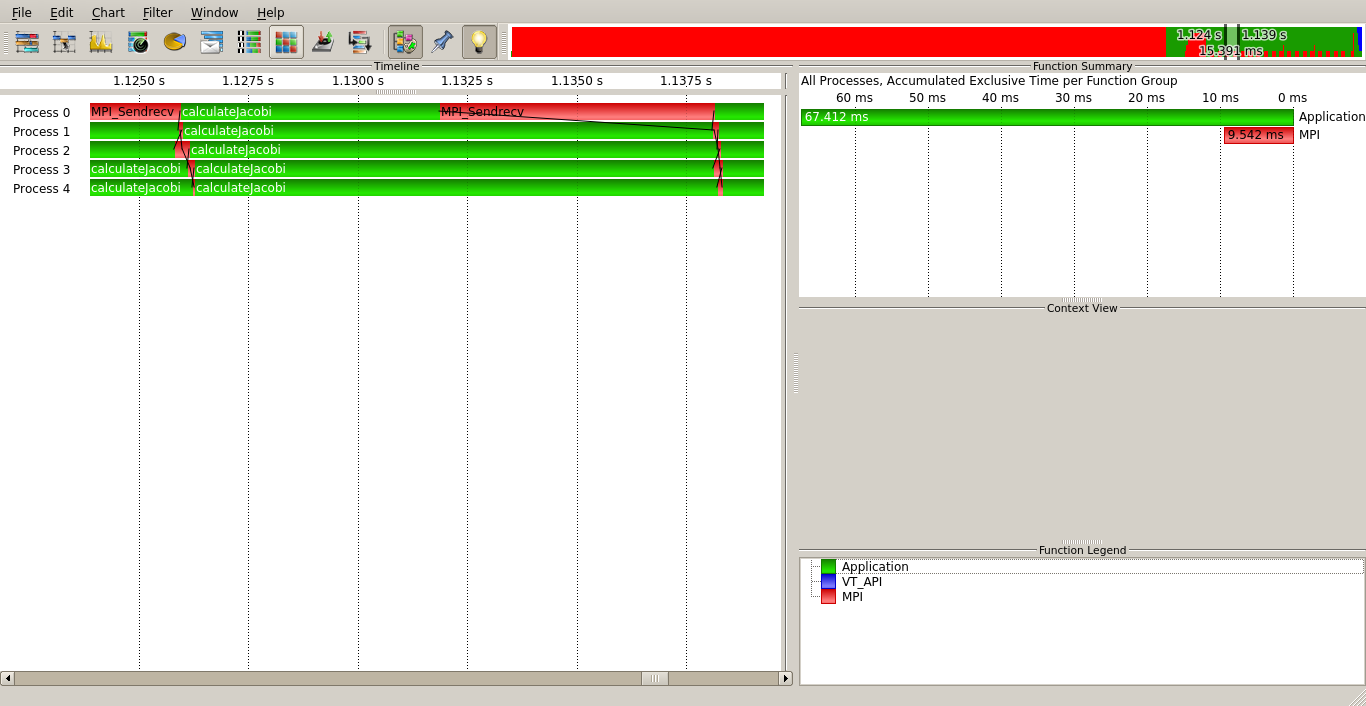 File Edit Chart Filter Window Help
1.124 s 1.139 s
15.391 ms
Timeline
1.1250 s 1.1275 s 1.1300 s 1.1325 s 1.1350 s 1.1375 s
Process 0 MPI_Sendrecv calculateJacobi MPI_Sendrecv
Process 1 calculateJacobi
Process 2 calculateJacobi
Process 3 calculateJacobi calculateJacobi
Process 4 calculateJacobi calculateJacobi
Function Summary
All Processes, Accumulated Exclusive Time per Function Group
60 ms 50 ms 40 ms 30 ms 20 ms 10 ms 0 ms
67.412 ms Application
9.542 ms MPI
Context View
Function Legend
Application
VT_API
MPI